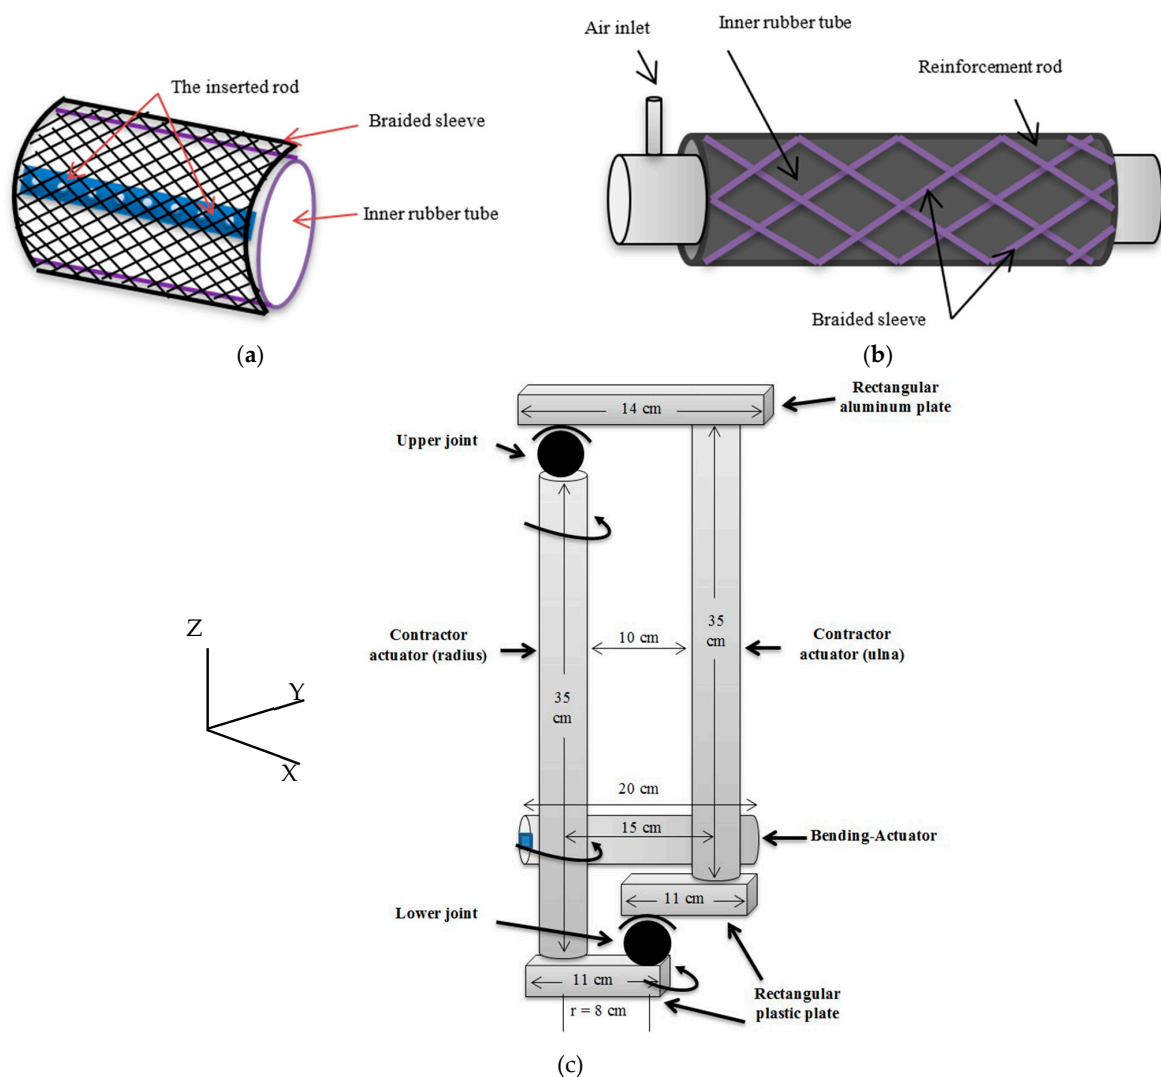 Air inlet
Inner rubber tube
Reinforcement rod
The inserted rod
Braided sleeve
Inner rubber tube
Braided sleeve
(a)
(b)
Rectangular
aluminum plate
14 cm
Upper joint
Contractor
actuator (radius)
10 cm
35
cm
Contractor
actuator (ulna)
35
cm
Z
Y
X
20 cm
15 cm
Bending-Actuator
11 cm
Lower joint
11 cm
Rectangular
plastic plate
r = 8 cm
(c)